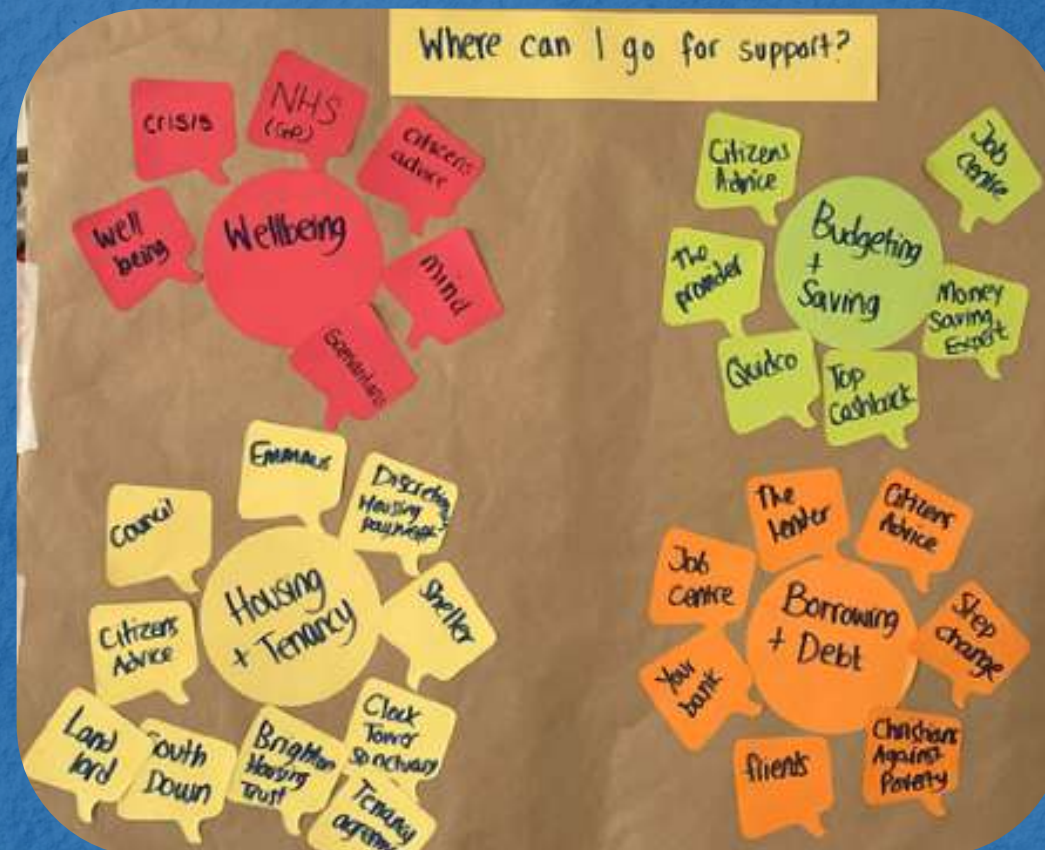 Where can I go for support?
crisis
NHS
(GP)
citizens
advice
Well
being
Wellbeing
Mind
Samaritans
Citizens
Advice
Job
Centre
The
provider
Budgeting
+
Saving
Money
Saving
Expert
Quidco
Top
Cashback
Emmaus
Council
Housing
payment
Citizens
Advice
Housing
+ Tenancy
Shelter
Land
lord
South
Down
Brighton
Housing
Trust
Clock
Tower
Sanctuary
Tenancy
The
lender
Citizens
Advice
Job
Centre
Borrowing
+ Debt
Step
change
Your
bank
Christians
Against
Poverty